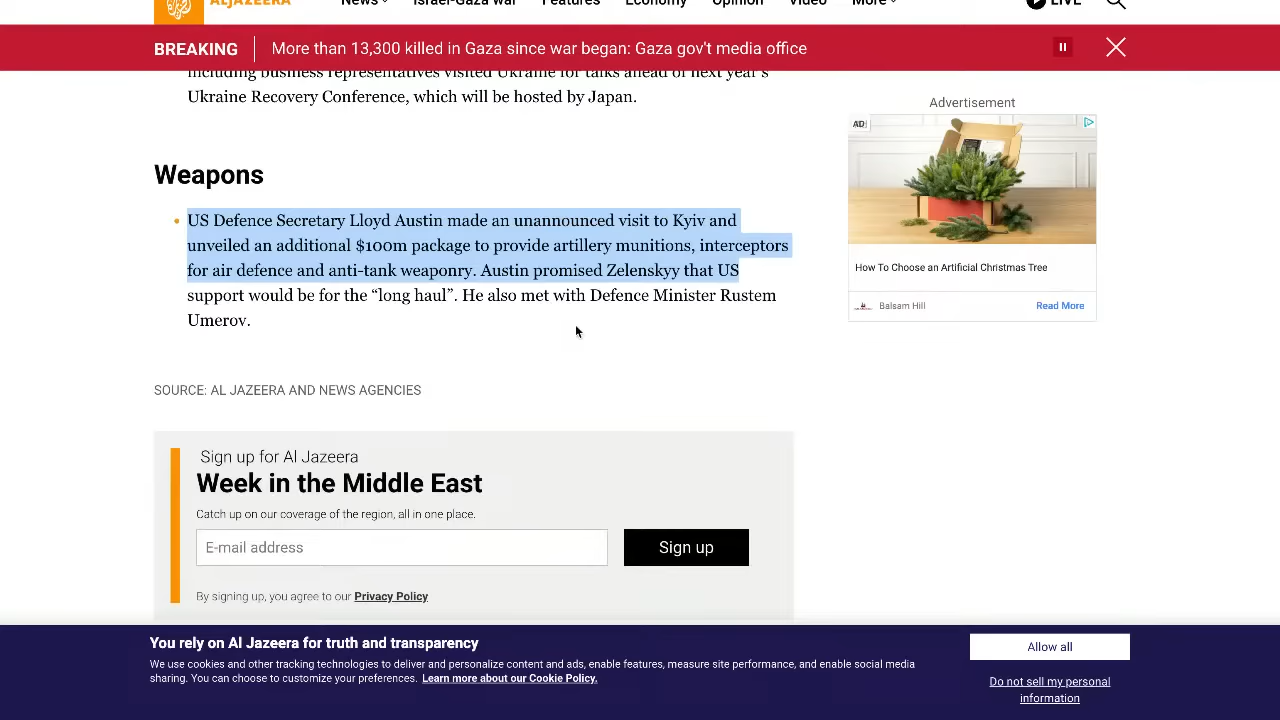 ALJAZEERA News Israel-Gaza war Features Economy Opinion Video More LIVE
BREAKING More than 13,300 killed in Gaza since war began: Gaza gov't media office
including business representatives visited Ukraine for talks ahead of next year's
Ukraine Recovery Conference, which will be hosted by Japan.
Advertisement
AD
Weapons
US Defence Secretary Lloyd Austin made an unannounced visit to Kyiv and
unveiled an additional $100m package to provide artillery munitions, interceptors
for air defence and anti-tank weaponry. Austin promised Zelenskyy that US
support would be for the “long haul”. He also met with Defence Minister Rustem
Umerov.
How To Choose an Artificial Christmas Tree
Balsam Hill Read More
SOURCE: AL JAZEERA AND NEWS AGENCIES
Sign up for Al Jazeera
Week in the Middle East
Catch up on our coverage of the region, all in one place.
E-mail address Sign up
By signing up, you agree to our Privacy Policy
You rely on Al Jazeera for truth and transparency
We use cookies and other tracking technologies to deliver and personalize content and ads, enable features, measure site performance, and enable social media
sharing. You can choose to customize your preferences. Learn more about our Cookie Policy.
Allow all
Do not sell my personal
information